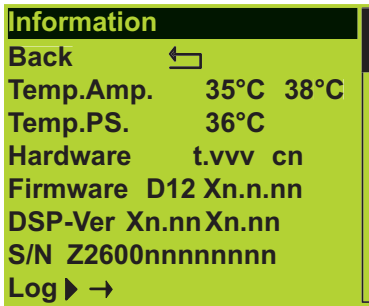 Information
Back
Temp.Amp. 35°C 38°C
Temp.PS. 36°C
Hardware t.vvv cn
Firmware D12 Xn.n.nn
DSP-Ver Xn.nn Xn.nn
S/N Z2600nnnnnnnn
Log